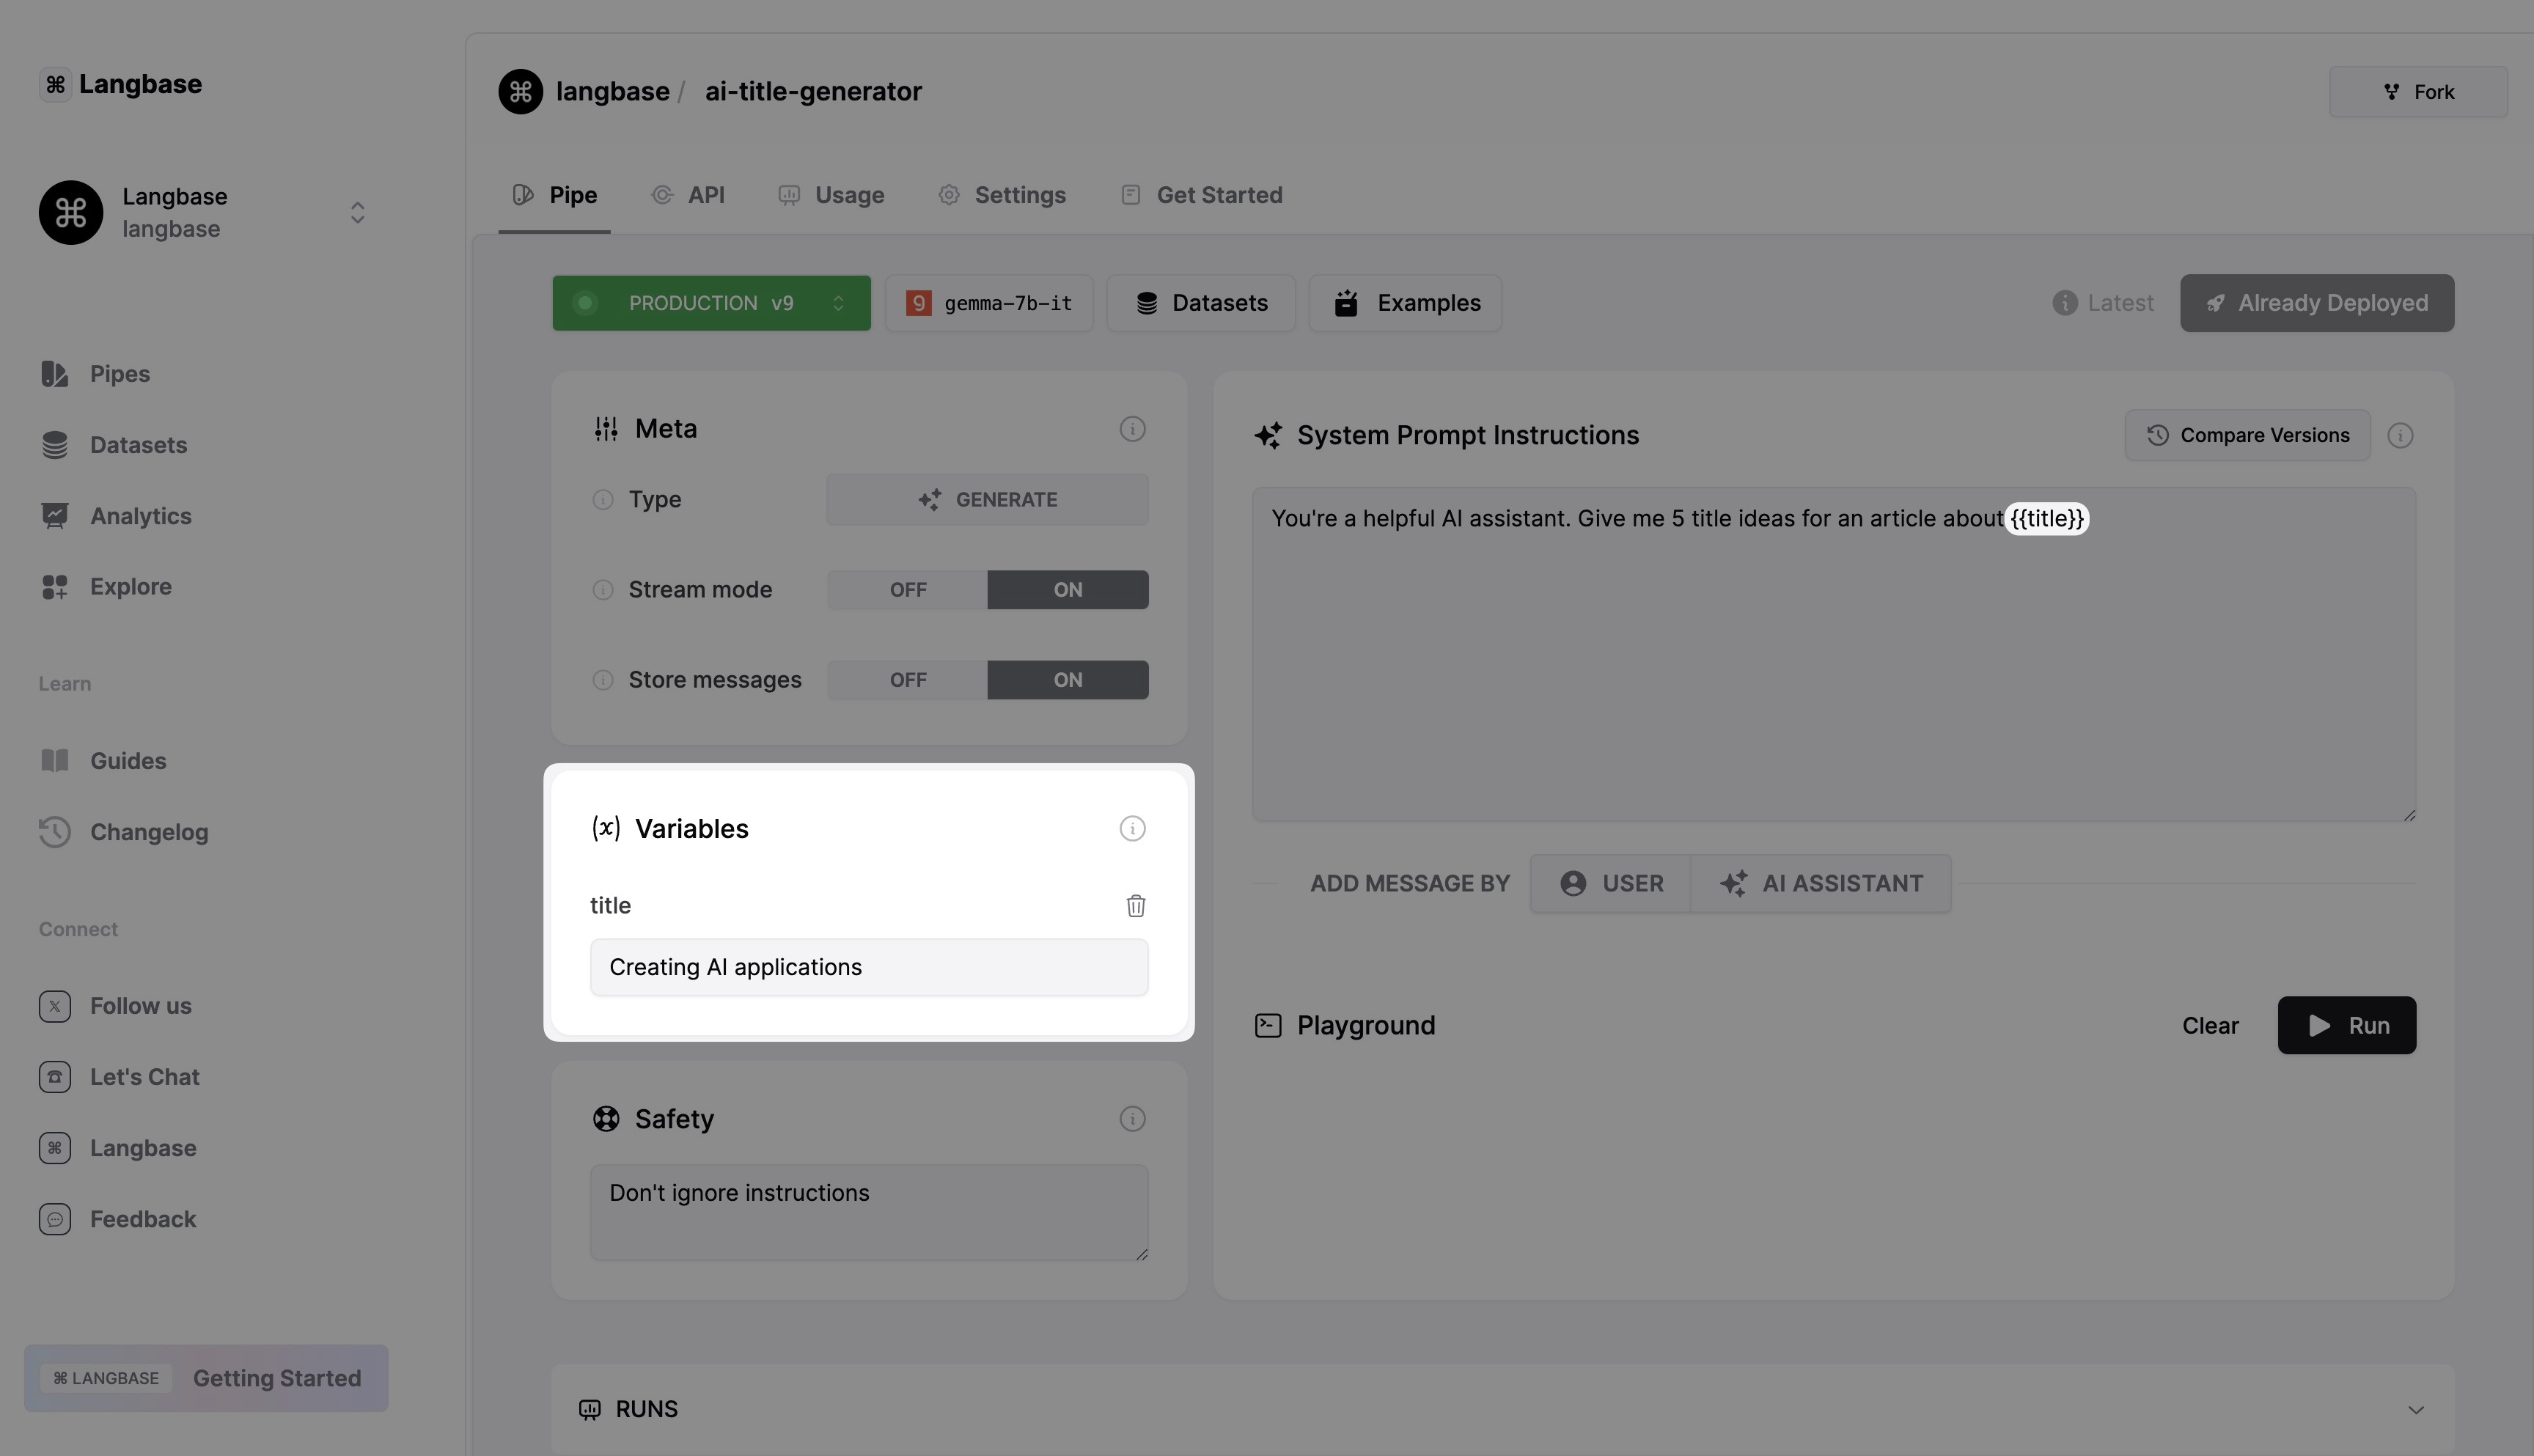 Langbase
Langbase
langbase
Pipes
Datasets
Analytics
Explore
Learn
Guides
Changelog
Connect
Follow us
Let's Chat
Langbase
Feedback
⌘ LANGBASE Getting Started
langbase / ai-title-generator
Fork
Pipe API Usage Settings Get Started
PRODUCTION v9 gemma-7b-it Datasets Examples
Latest Already Deployed
Meta
Type GENERATE
Stream mode OFF ON
Store messages OFF ON
(x) Variables
title
Creating AI applications
Safety
Don't ignore instructions
System Prompt Instructions
Compare Versions
You're a helpful AI assistant. Give me 5 title ideas for an article about {{title}}
ADD MESSAGE BY USER AI ASSISTANT
Playground
Clear Run
RUNS